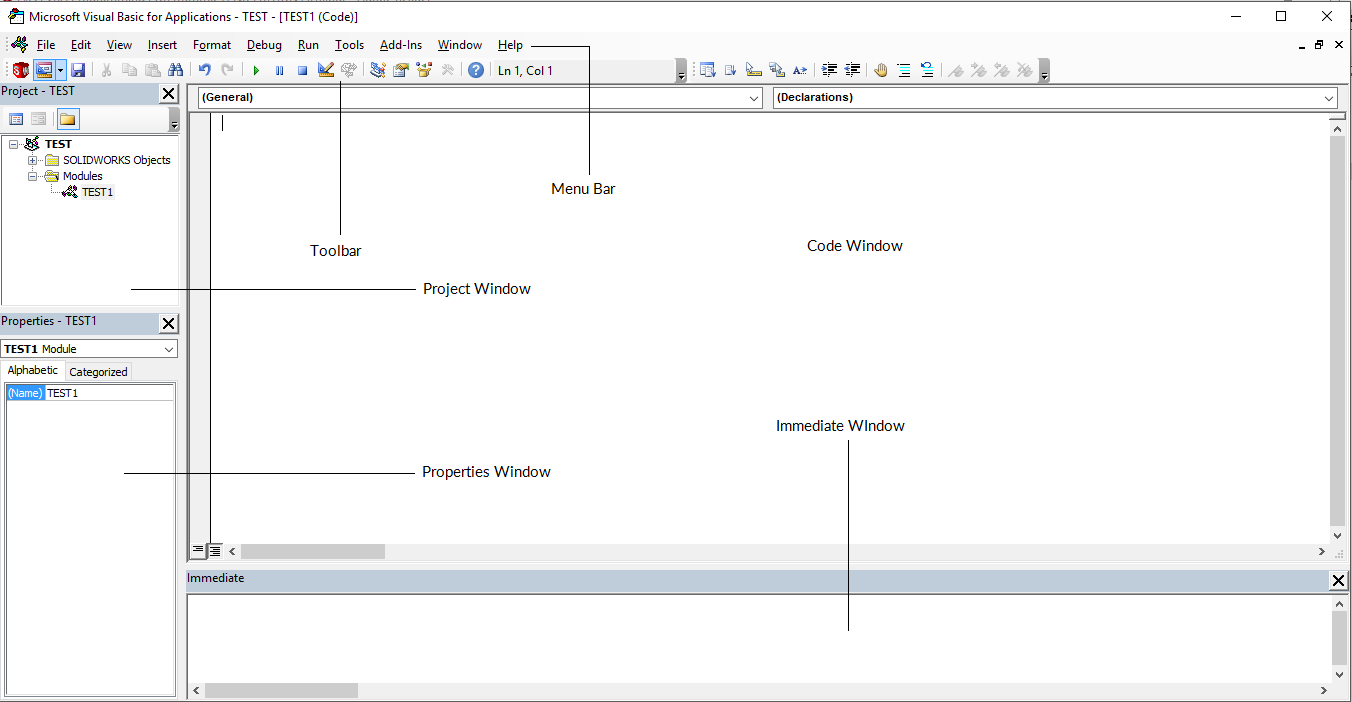 Microsoft Visual Basic for Applications - TEST - [TEST1 (Code)]
File Edit View Insert Format Debug Run Tools Add-Ins Window Help
Ln 1, Col 1
Project - TEST
(General)
(Declarations)
TEST
SOLIDWORKS Objects
Modules
TEST1
Menu Bar
Toolbar
Code Window
Project Window
Properties - TEST1
TEST1 Module
Alphabetic Categorized
(Name) TEST1
Immediate WIndow
Properties Window
Immediate